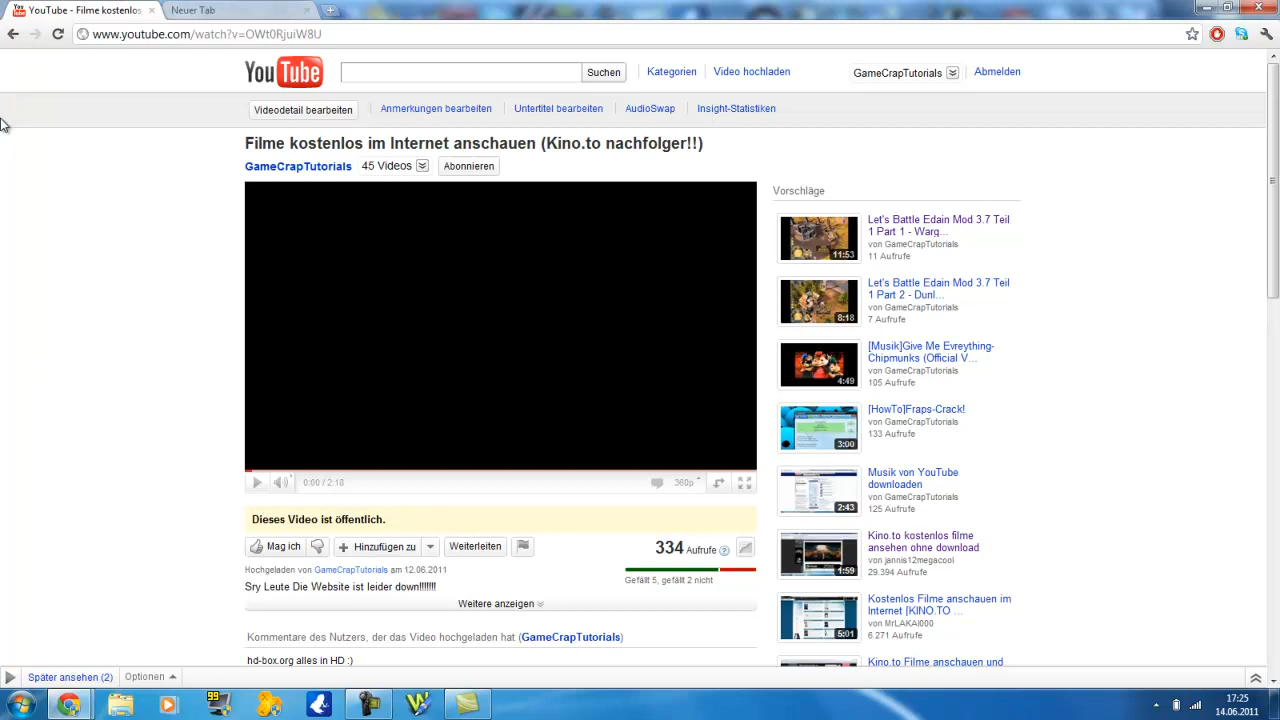 YouTube - Filme kostenlos
Neuer Tab
www.youtube.com/watch?v=OWt0RjuiW8U
YouTube
Suchen
Kategorien
Video hochladen
GameCrapTutorials
Abmelden
Videodetail bearbeiten
Anmerkungen bearbeiten
Untertitel bearbeiten
AudioSwap
Insight-Statistiken
Filme kostenlos im Internet anschauen (Kino.to nachfolger!!)
GameCrapTutorials 45 Videos Abonnieren
0:00 / 2:18
360p
Dieses Video ist öffentlich.
Mag ich
Hinzufügen zu
Weiterleiten
334 Aufrufe
Hochgeladen von GameCrapTutorials am 12.06.2011
Gefällt 5, gefällt 2 nicht
Sry Leute Die Website ist leider down!!!!!!!
Weitere anzeigen
Kommentare des Nutzers, der das Video hochgeladen hat (GameCrapTutorials)
hd-box.org alles in HD :)
Vorschläge
11:53
Let's Battle Edain Mod 3.7 Teil
1 Part 1 - Warg...
von GameCrapTutorials
11 Aufrufe
8:18
Let's Battle Edain Mod 3.7 Teil
1 Part 2 - Dunl...
von GameCrapTutorials
7 Aufrufe
4:49
[Musik]Give Me Evreything-
Chipmunks (Official V...
von GameCrapTutorials
105 Aufrufe
3:00
[HowTo]Fraps-Crack!
von GameCrapTutorials
133 Aufrufe
2:43
Musik von YouTube
downloaden
von GameCrapTutorials
125 Aufrufe
1:59
Kino.to kostenlos filme
ansehen ohne download
von jannis12megacool
29.394 Aufrufe
5:01
Kostenlos Filme anschauen im
Internet [KINO.TO ...
von MrLAKAI000
6.271 Aufrufe
Kino.to Filme anschauen und
Später ansehen (2)
Optionen
99
17:25
14.06.2011